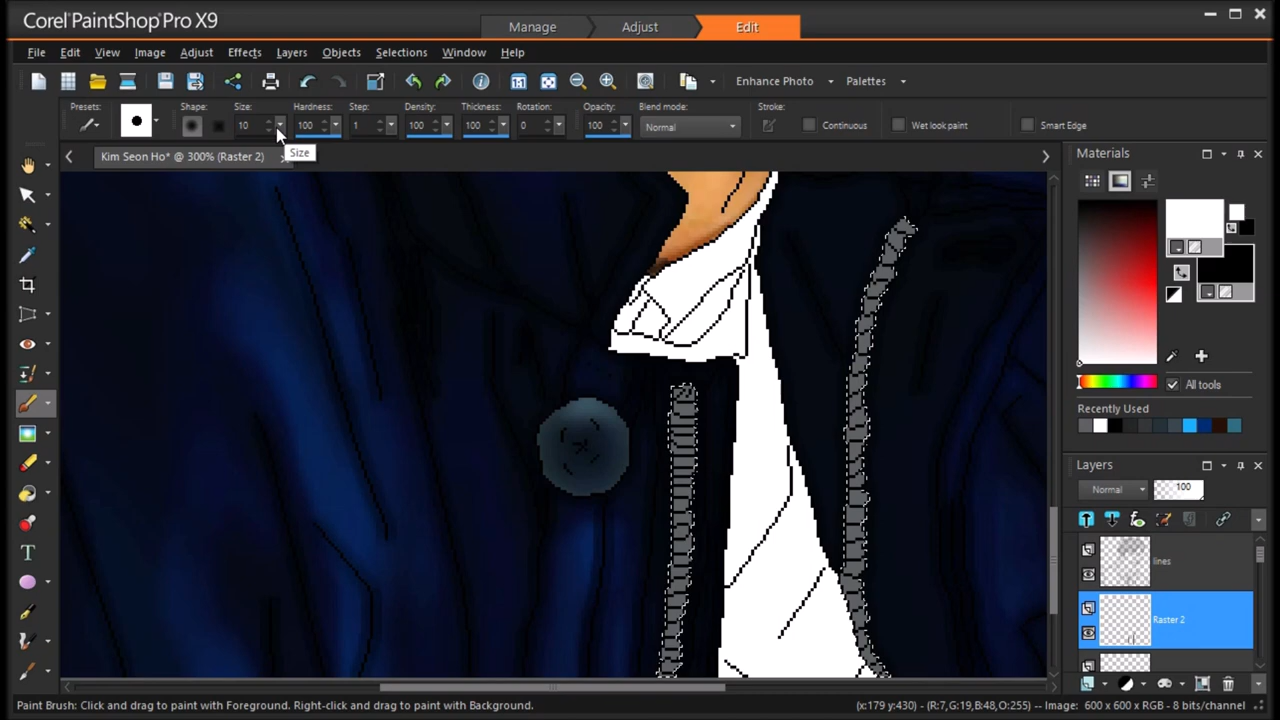 Corel PaintShop Pro X9
Manage Adjust Edit
File Edit View Image Adjust Effects Layers Objects Selections Window Help
1:1 Enhance Photo Palettes
Presets: Shape: Size: Hardness: Step: Density: Thickness: Rotation: Opacity: Blend mode: Stroke:
10 100 1 100 100 0 100 Normal Continuous Wet look paint Smart Edge
Size
Kim Seon Ho* @ 300% (Raster 2)
Materials
All tools
Recently Used
Layers
Normal 100
lines
Raster 2
Paint Brush: Click and drag to paint with Foreground. Right-click and drag to paint with Background.
(x:179 y:430) - (R:7,G:19,B:48,O:255) -- Image: 600 x 600 x RGB - 8 bits/channel